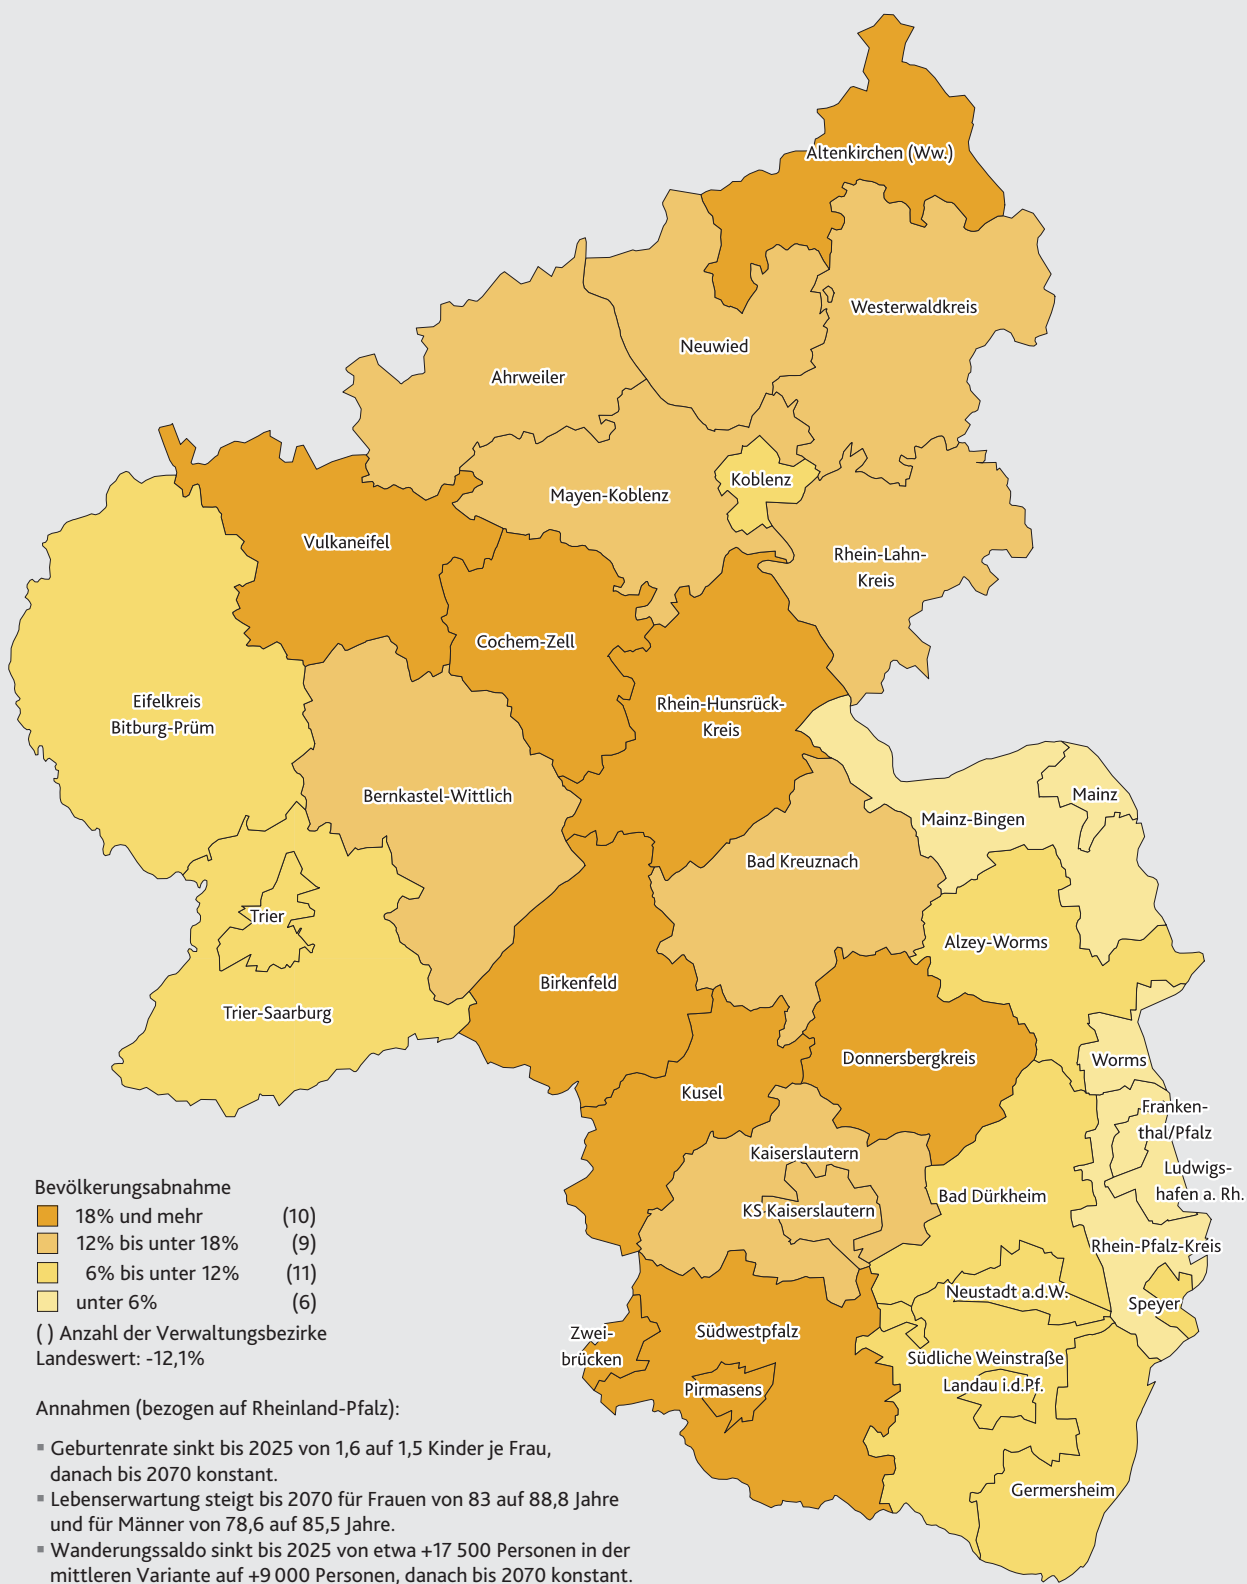 Altenkirchen (Ww.)
Westerwaldkreis
Neuwied
Ahrweiler
Koblenz
Mayen-Koblenz
Vulkaneifel
Rhein-Lahn-
Kreis
Cochem-Zell
Eifelkreis
Bitburg-Prüm
Rhein-Hunsrück-
Kreis
Bernkastel-Wittlich
Mainz
Mainz-Bingen
Bad Kreuznach
Trier
Alzey-Worms
Birkenfeld
Trier-Saarburg
Donnersbergkreis
Worms
Kusel
Franken-
thal/Pfalz
Kaiserslautern
Ludwigs-
hafen a. Rh.
Bad Dürkheim
KS Kaiserslautern
Rhein-Pfalz-Kreis
Neustadt a.d.W.
Speyer
Zwei-
brücken
Südwestpfalz
Südliche Weinstraße
Landau i.d.Pf.
Pirmasens
Germersheim
Bevölkerungsabnahme
18% und mehr (10)
12% bis unter 18% (9)
6% bis unter 12% (11)
unter 6% (6)
( ) Anzahl der Verwaltungsbezirke
Landeswert: -12,1%
Annahmen (bezogen auf Rheinland-Pfalz):
▪ Geburtenrate sinkt bis 2025 von 1,6 auf 1,5 Kinder je Frau,
danach bis 2070 konstant.
▪ Lebenserwartung steigt bis 2070 für Frauen von 83 auf 88,8 Jahre
und für Männer von 78,6 auf 85,5 Jahre.
▪ Wanderungssaldo sinkt bis 2025 von etwa +17 500 Personen in der
mittleren Variante auf +9 000 Personen, danach bis 2070 konstant.